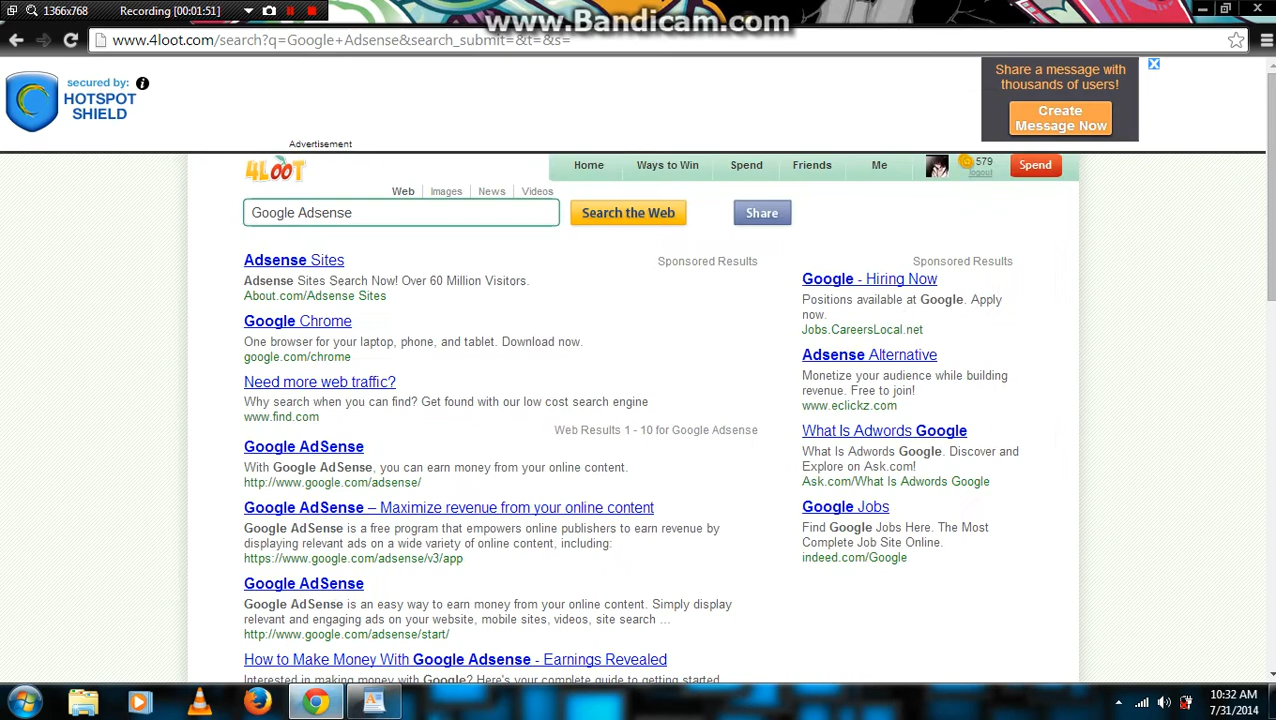 1366x768 Recording [00:01:51]
www.Bandicam.com
www.4loot.com/search?q=Google+Adsense&search_submit=&t=&s=
secured by:
HOTSPOT
SHIELD
Share a message with
thousands of users!
Create
Message Now
Advertisement
4LOOT
Home Ways to Win Spend Friends Me 579 Spend
logout
Web Images News Videos
Google Adsense Search the Web Share
Adsense Sites
Sponsored Results
Adsense Sites Search Now! Over 60 Million Visitors.
About.com/Adsense Sites
Google Chrome
One browser for your laptop, phone, and tablet. Download now.
google.com/chrome
Need more web traffic?
Why search when you can find? Get found with our low cost search engine
www.find.com
Web Results 1 - 10 for Google Adsense
Google AdSense
With Google AdSense, you can earn money from your online content.
http://www.google.com/adsense/
Google AdSense – Maximize revenue from your online content
Google AdSense is a free program that empowers online publishers to earn revenue by
displaying relevant ads on a wide variety of online content, including:
https://www.google.com/adsense/v3/app
Google AdSense
Google AdSense is an easy way to earn money from your online content. Simply display
relevant and engaging ads on your website, mobile sites, videos, site search ...
http://www.google.com/adsense/start/
How to Make Money With Google Adsense - Earnings Revealed
Interested in making money with Google? Here's your complete guide to getting started
Sponsored Results
Google - Hiring Now
Positions available at Google. Apply
now.
Jobs.CareersLocal.net
Adsense Alternative
Monetize your audience while building
revenue. Free to join!
www.eclickz.com
What Is Adwords Google
What Is Adwords Google. Discover and
Explore on Ask.com!
Ask.com/What Is Adwords Google
Google Jobs
Find Google Jobs Here. The Most
Complete Job Site Online.
indeed.com/Google
10:32 AM
7/31/2014